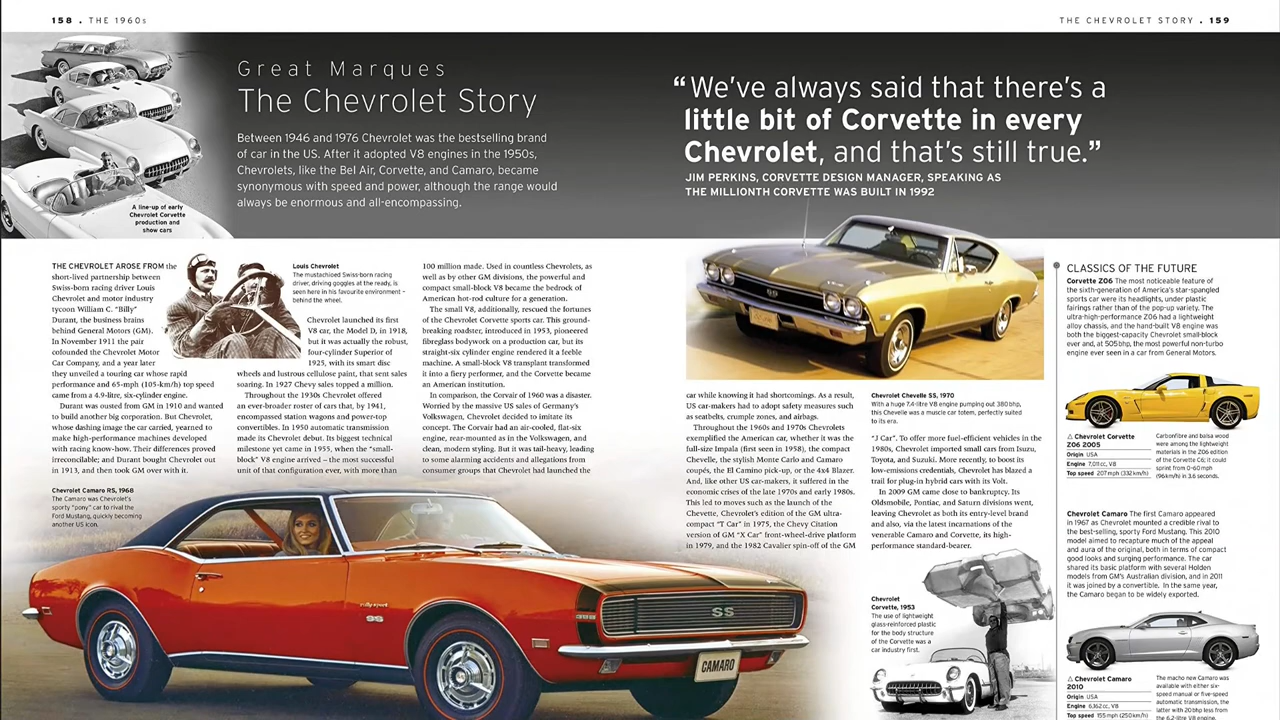 158 . THE 1960s
THE CHEVROLET STORY . 159
Great Marques
The Chevrolet Story
Between 1946 and 1976 Chevrolet was the bestselling brand
of car in the US. After it adopted V8 engines in the 1950s,
Chevrolets, like the Bel Air, Corvette, and Camaro, became
synonymous with speed and power, although the range would
always be enormous and all-encompassing.
A line-up of early
Chevrolet Corvette
production and
show cars
“We’ve always said that there’s a
little bit of Corvette in every
Chevrolet, and that’s still true.”
JIM PERKINS, CORVETTE DESIGN MANAGER, SPEAKING AS
THE MILLIONTH CORVETTE WAS BUILT IN 1992
THE CHEVROLET AROSE FROM the
short-lived partnership between
Swiss-born racing driver Louis
Chevrolet and motor industry
tycoon William C. “Billy”
Durant, the business brains
behind General Motors (GM).
In November 1911 the pair
cofounded the Chevrolet Motor
Car Company, and a year later
they unveiled a touring car whose rapid
performance and 65-mph (105-km/h) top speed
came from a 4.9-litre, six-cylinder engine.
Durant was ousted from GM in 1910 and wanted
to build another big corporation. But Chevrolet,
whose dashing image the car carried, yearned to
make high-performance machines developed
with racing know-how. Their differences proved
irreconcilable; and Durant bought Chevrolet out
in 1913, and then took GM over with it.
Louis Chevrolet
The mustachioed Swiss-born racing
driver, driving goggles at the ready, is
seen here in his favourite environment –
behind the wheel.
Chevrolet launched its first
V8 car, the Model D, in 1918,
but it was actually the robust,
four-cylinder Superior of
1925, with its smart disc
wheels and lustrous cellulose paint, that sent sales
soaring. In 1927 Chevy sales topped a million.
Throughout the 1930s Chevrolet offered
an ever-broader roster of cars that, by 1941,
encompassed station wagons and power-top
convertibles. In 1950 automatic transmission
made its Chevrolet debut. Its biggest technical
milestone yet came in 1955, when the “small-
block” V8 engine arrived – the most successful
unit of that configuration ever, with more than
100 million made. Used in countless Chevrolets, as
well as by other GM divisions, the powerful and
compact small-block V8 became the bedrock of
American hot-rod culture for a generation.
The small V8, additionally, rescued the fortunes
of the Chevrolet Corvette sports car. This ground-
breaking roadster, introduced in 1953, pioneered
fibreglass bodywork on a production car, but its
straight-six cylinder engine rendered it a feeble
machine. A small-block V8 transplant transformed
it into a fiery performer, and the Corvette became
an American institution.
In comparison, the Corvair of 1960 was a disaster.
Worried by the massive US sales of Germany’s
Volkswagen, Chevrolet decided to imitate its
concept. The Corvair had an air-cooled, flat-six
engine, rear-mounted as in the Volkswagen, and
clean, modern styling. But it was tail-heavy, leading
to some alarming accidents and allegations from
consumer groups that Chevrolet had launched the
car while knowing it had shortcomings. As a result,
US car-makers had to adopt safety measures such
as seatbelts, crumple zones, and airbags.
Throughout the 1960s and 1970s Chevrolets
exemplified the American car, whether it was the
full-size Impala (first seen in 1958), the compact
Chevelle, the stylish Monte Carlo and Camaro
coupés, the El Camino pick-up, or the 4x4 Blazer.
And, like other US car-makers, it suffered in the
economic crises of the late 1970s and early 1980s.
This led to moves such as the launch of the
Chevette, Chevrolet’s edition of the GM ultra-
compact “T Car” in 1975, the Chevy Citation
version of GM “X Car” front-wheel-drive platform
in 1979, and the 1982 Cavalier spin-off of the GM
Chevrolet Chevelle SS, 1970
With a huge 7.4-litre V8 engine pumping out 380bhp,
this Chevelle was a muscle car totem, perfectly suited
to its era.
“J Car”. To offer more fuel-efficient vehicles in the
1980s, Chevrolet imported small cars from Isuzu,
Toyota, and Suzuki. More recently, to boost its
low-emissions credentials, Chevrolet has blazed a
trail for plug-in hybrid cars with its Volt.
In 2009 GM came close to bankruptcy. Its
Oldsmobile, Pontiac, and Saturn divisions went,
leaving Chevrolet as both its entry-level brand
and also, via the latest incarnations of the
venerable Camaro and Corvette, its high-
performance standard-bearer.
Chevrolet Camaro RS, 1968
The Camaro was Chevrolet’s
sporty “pony” car to rival the
Ford Mustang, quickly becoming
another US icon.
rally sport
SS
SS
CAMARO
SS
Chevrolet
Corvette, 1953
The use of lightweight
glass-reinforced plastic
for the body structure
of the Corvette was a
car industry first.
CLASSICS OF THE FUTURE
Corvette Z06 The most noticeable feature of
the sixth-generation of America’s star-spangled
sports car were its headlights, under plastic
fairings rather than the pop-up variety. The
ultra-high-performance Z06 had a lightweight
alloy chassis, and the hand-built V8 engine was
both the biggest-capacity Chevrolet small-block
ever and, at 505bhp, the most powerful non-turbo
engine ever seen in a car from General Motors.
△ Chevrolet Corvette
Z06 2005
Origin USA
Engine 7,011cc, V8
Top speed 207mph (332km/h)
Carbonfibre and balsa wood
were among the lightweight
materials in the Z06 edition
of the Corvette C6; it could
sprint from 0-60mph
(96km/h) in 3.6 seconds.
Chevrolet Camaro The first Camaro appeared
in 1967 as Chevrolet mounted a credible rival to
the best-selling, sporty Ford Mustang. This 2010
model aimed to recapture much of the appeal
and aura of the original, both in terms of compact
good looks and surging performance. The car
shared its basic platform with several Holden
models from GM’s Australian division, and in 2011
it was joined by a convertible. In the same year,
the Camaro began to be widely exported.
△ Chevrolet Camaro
2010
Origin USA
Engine 6,162cc, V8
Top speed 155mph (250km/h)
The macho new Camaro was
available with either six-
speed manual or five-speed
automatic transmission, the
latter with 20bhp less from
the 6.2-litre V8 engine.